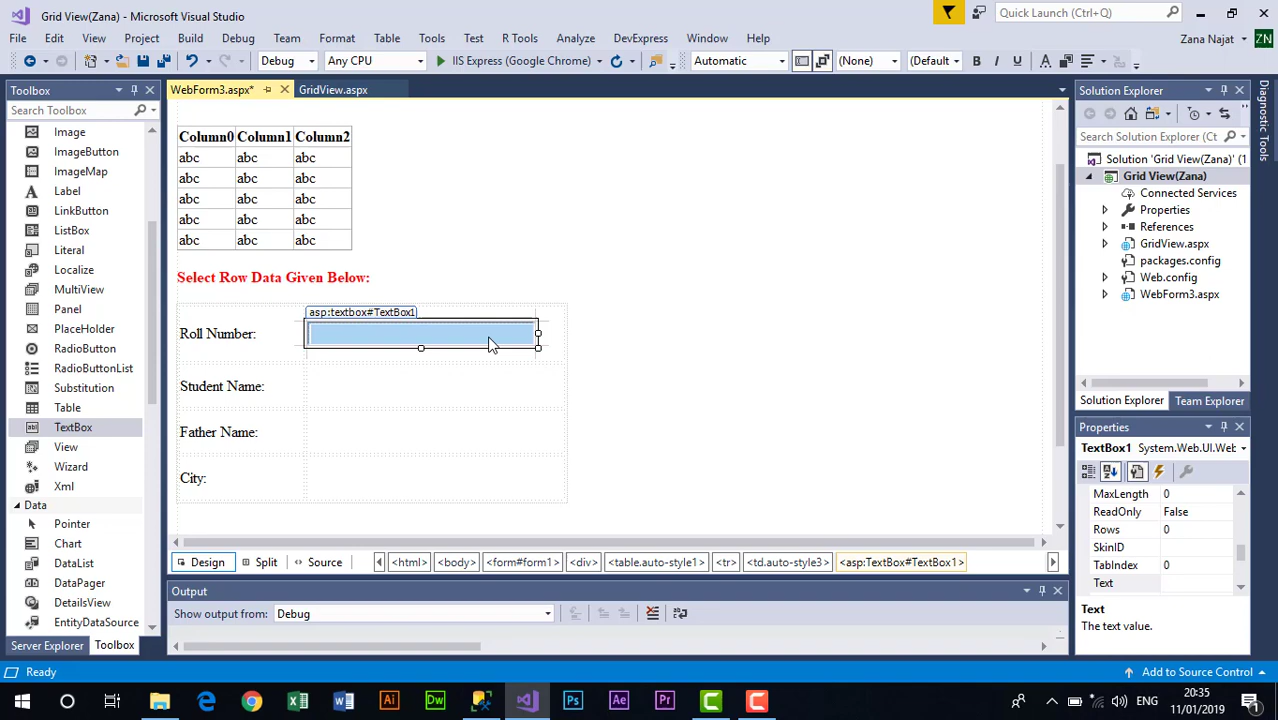 Grid View(Zana) - Microsoft Visual Studio
Quick Launch (Ctrl+Q)
File Edit View Project Build Debug Team Format Table Tools Test R Tools Analyze DevExpress Window Help
Zana Najat ZN
Debug Any CPU IIS Express (Google Chrome) Automatic (None) (Default B I U A
Toolbox
WebForm3.aspx*
GridView.aspx
Solution Explorer
Diagnostic Tools
Search Toolbox
Search Solution Explorer (Ct
Image
ImageButton
ImageMap
Label
LinkButton
ListBox
Literal
Localize
MultiView
Panel
PlaceHolder
RadioButton
RadioButtonList
Substitution
Table
TextBox
View
Wizard
Xml
Data
Pointer
Chart
DataList
DataPager
DetailsView
EntityDataSource
Server Explorer Toolbox
Column0 Column1 Column2
abc abc abc
abc abc abc
abc abc abc
abc abc abc
abc abc abc
Select Row Data Given Below:
asp:textbox#TextBox1
Roll Number:
Student Name:
Father Name:
City:
Design Split Source <html> <body> <form#form1> <div> <table.auto-style1> <tr> <td.auto-style3> <asp:TextBox#TextBox1>
Output
Show output from: Debug
Solution 'Grid View(Zana)' (1
Grid View(Zana)
Connected Services
Properties
References
GridView.aspx
packages.config
Web.config
WebForm3.aspx
Solution Explorer Team Explorer
Properties
TextBox1 System.Web.UI.Web
MaxLength 0
ReadOnly False
Rows 0
SkinID
TabIndex 0
Text
Text
The text value.
Ready
Add to Source Control
Ai Dw Ps Ae Pr
ENG
20:35
11/01/2019
1